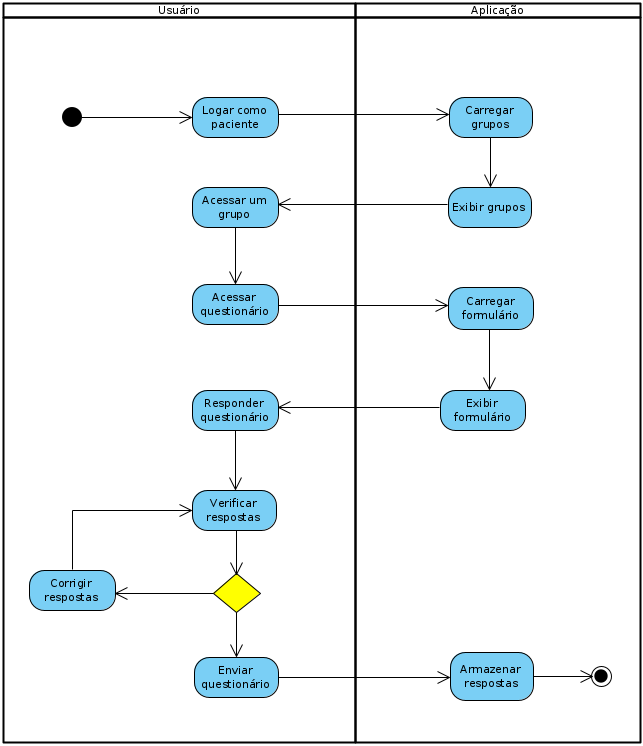 Usuário
Aplicação
Logar como
paciente
Carregar
grupos
Acessar um
grupo
Exibir grupos
Acessar
questionário
Carregar
formulário
Responder
questionário
Exibir
formulário
Verificar
respostas
Corrigir
respostas
Enviar
questionário
Armazenar
respostas